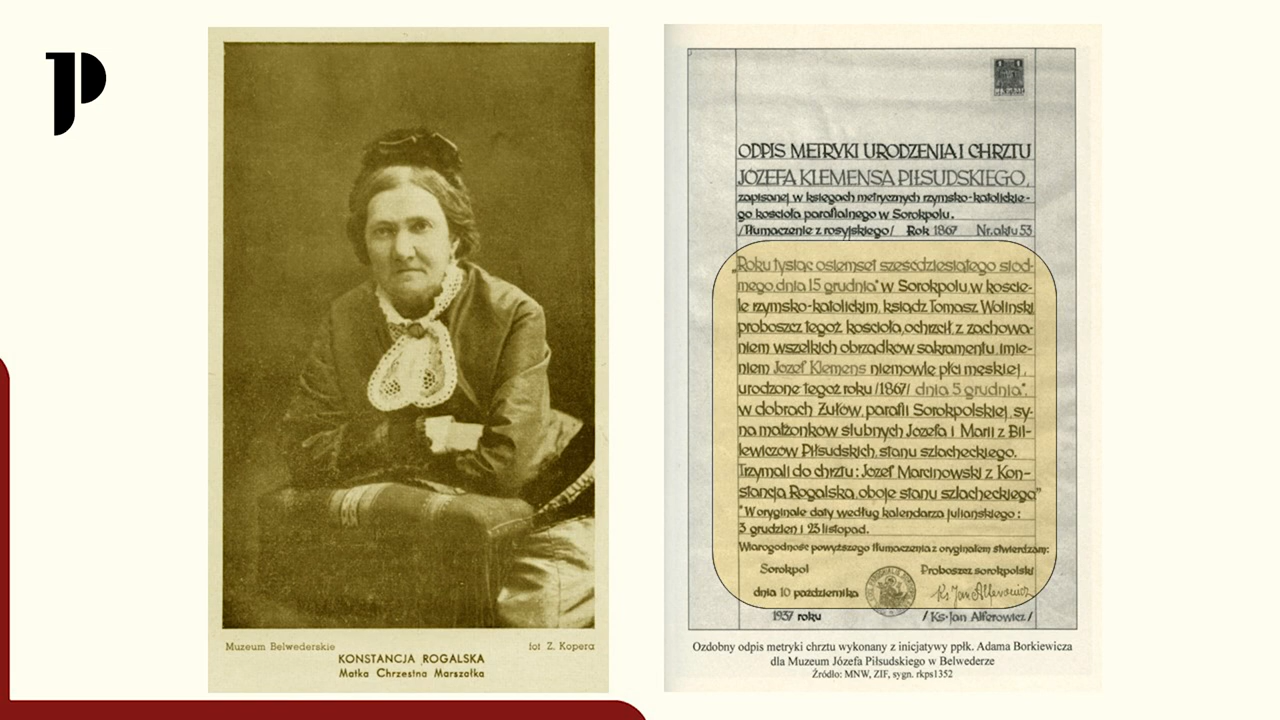 Muzeum Belwederskie
fot Z. Kopera
KONSTANCJA ROGALSKA
Matka Chrzestna Marszałka
ODPIS METRYKI URODZENIA I CHRZTU
JÓZEFA KLEMENSA PIŁSUDSKIEGO,
zapisanej w księgach metrycznych rzymsko-katolickie-
go kościoła parafialnego w Sorokpolu.
/Tłumaczenie z rosyjskiego/ Rok 1867 Nr. aktu 53
„Roku tysiąc osiemset sześćdziesiątego siód-
mego, dnia 15 grudnia* w Sorokpolu, w koście-
le rzymsko-katolickim, ksiądz Tomasz Woliński
proboszcz tegoż kościoła, ochrzcił, z zachowa-
niem wszelkich obrządków sakramentu, imie-
niem Józef Klemens niemowlę płci męskiej,
urodzone tegoż roku /1867/ dnia 5 grudnia*,
w dobrach Zułów, parafii Sorokpolskiej, sy-
na małżonków ślubnych Józefa i Marii z Bil-
lewiczów Piłsudskich, stanu szlacheckiego.
Trzymali do chrztu: Józef Marcinowski z Kon-
stancją Rogalską, oboje stanu szlacheckiego”
*W oryginale daty według kalendarza juliańskiego:
3 grudzień i 23 listopad.
Wiarogodność powyższego tłumaczenia z oryginałem stwierdzam:
Sorokpol
Proboszcz sorokpolski
dnia 10 października
Ks Jan Alferowicz
1937 roku
/Ks. Jan Alferowicz/
Ozdobny odpis metryki chrztu wykonany z inicjatywy ppłk. Adama Borkiewicza
dla Muzeum Józefa Piłsudskiego w Belwederze
Źródło: MNW, ZIF, sygn. rkps1352